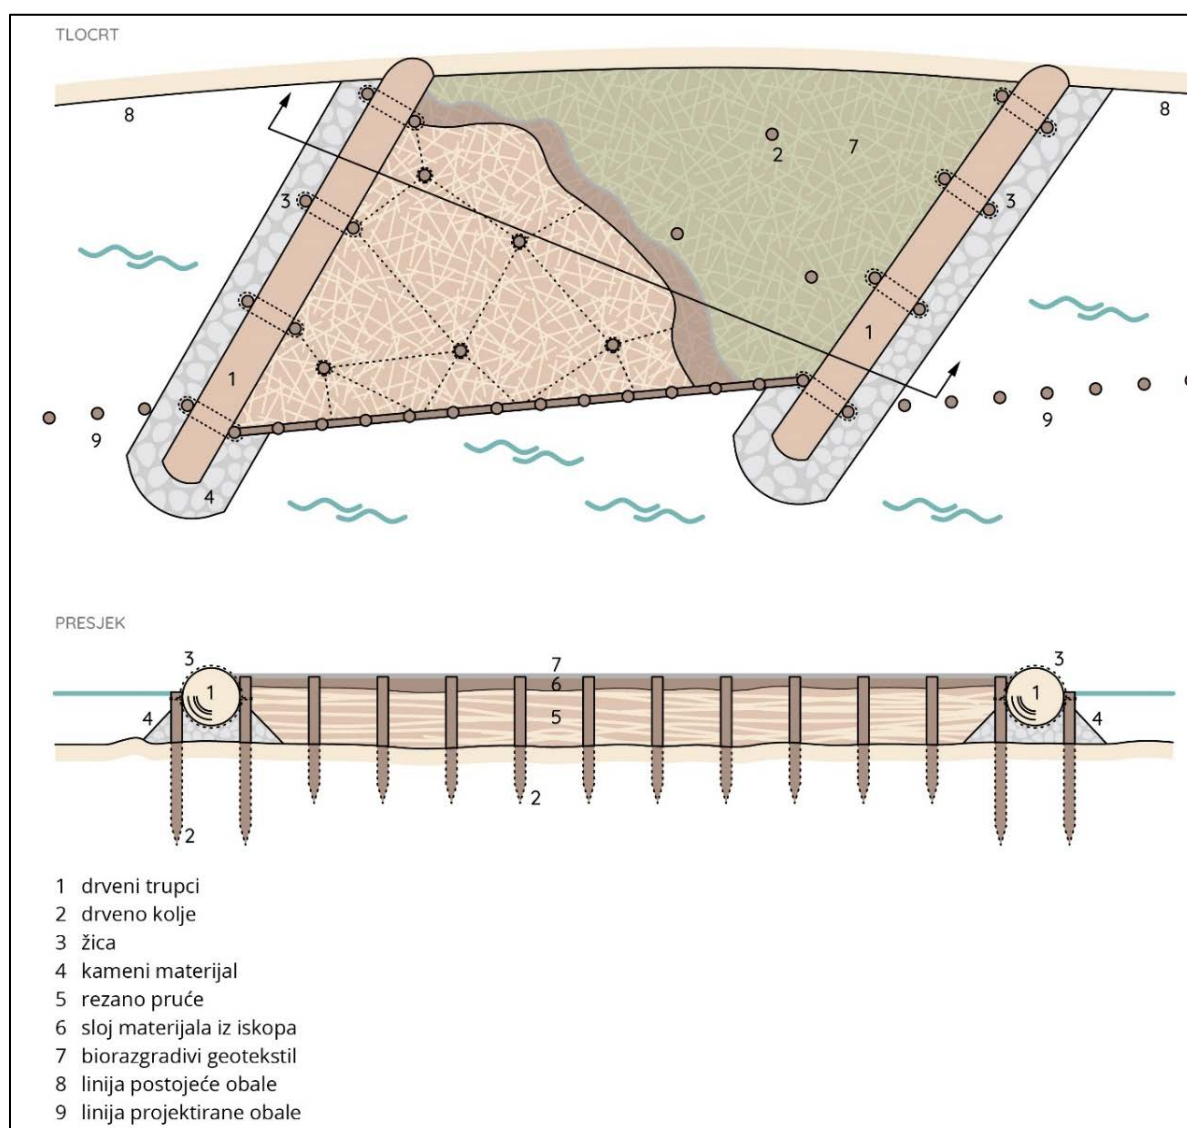 TLOCRT
8
8
2
7
3
3
1
1
9
9
4
PRESJEK
3
7
3
1
6
1
4
5
4
2
2
1 drveni trupci
2 drveno kolje
3 žica
4 kameni materijal
5 rezano pruće
6 sloj materijala iz iskopa
7 biorazgradivi geotekstil
8 linija postojeće obale
9 linija projektirane obale